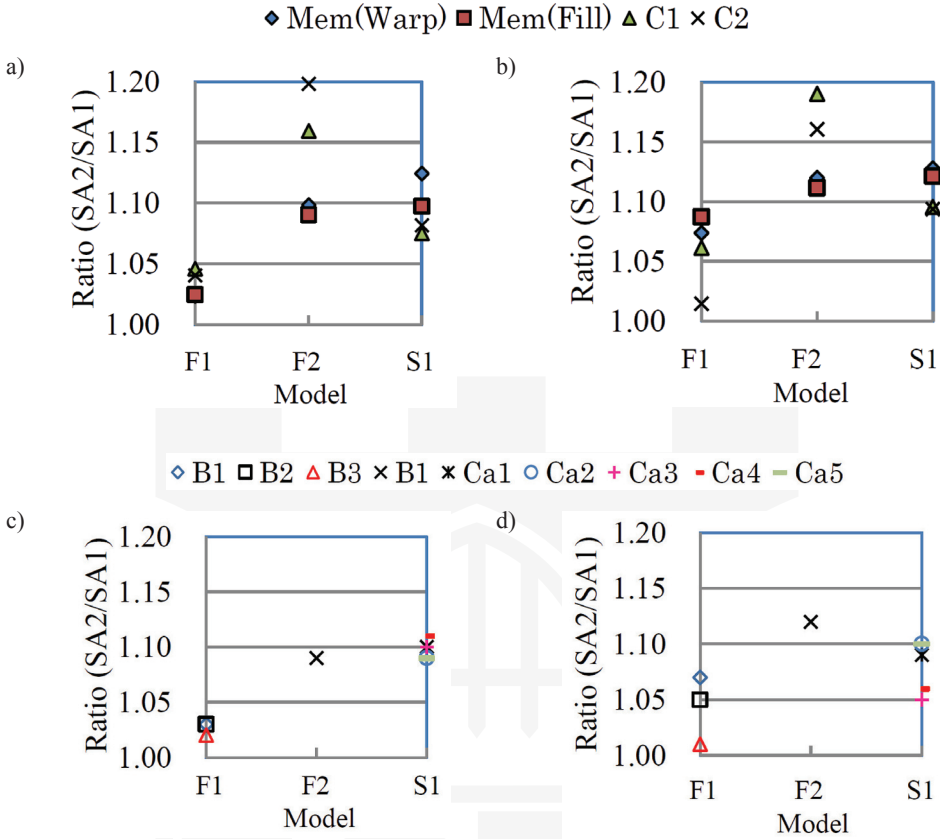 Mem(Warp) Mem(Fill) C1 C2
a)
Ratio (SA2/SA1)
1.20
1.15
1.10
1.05
1.00
F1 F2 S1
Model
b)
Ratio (SA2/SA1)
1.20
1.15
1.10
1.05
1.00
F1 F2 S1
Model
B1 B2 B3 B1 Ca1 Ca2 Ca3 Ca4 Ca5
c)
Ratio (SA2/SA1)
1.20
1.15
1.10
1.05
1.00
F1 F2 S1
Model
d)
Ratio (SA2/SA1)
1.20
1.15
1.10
1.05
1.00
F1 F2 S1
Model